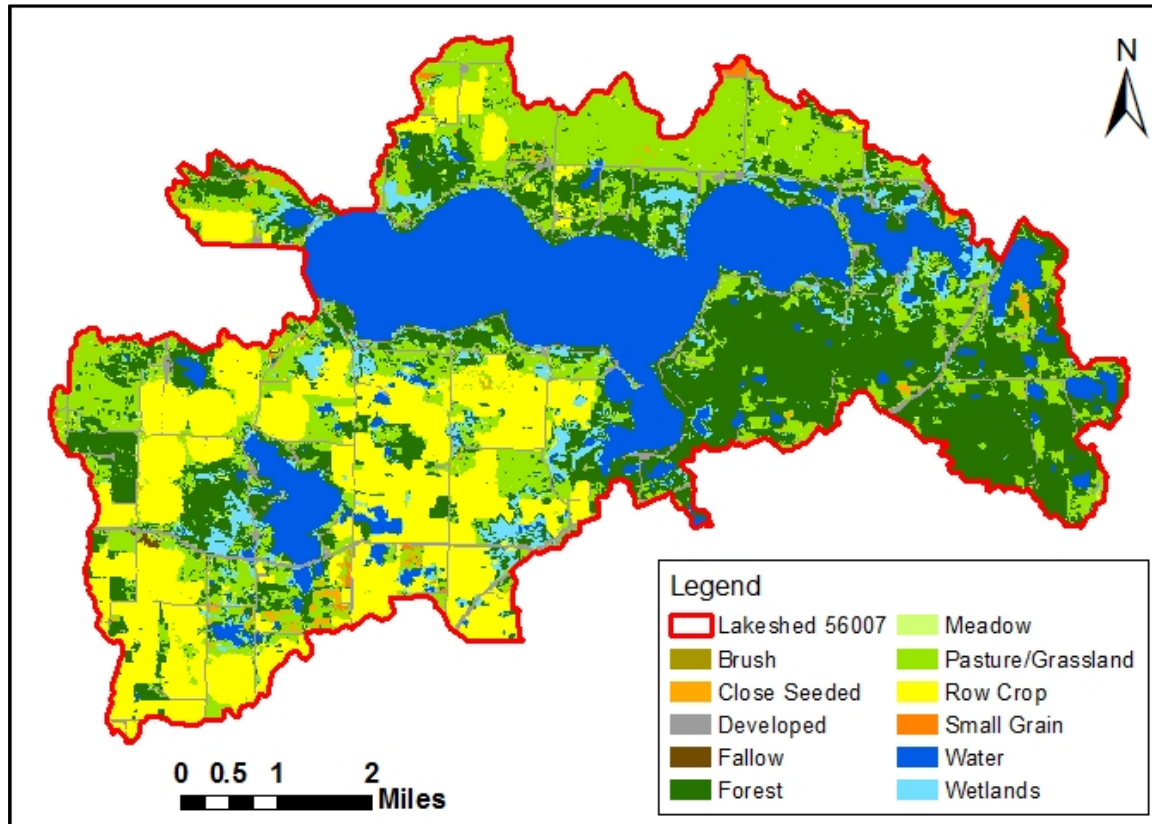 N
Legend
Lakeshed 56007
Meadow
Brush
Pasture/Grassland
Close Seeded
Row Crop
Developed
Small Grain
Fallow
Water
Forest
Wetlands
0 0.5 1 2
Miles